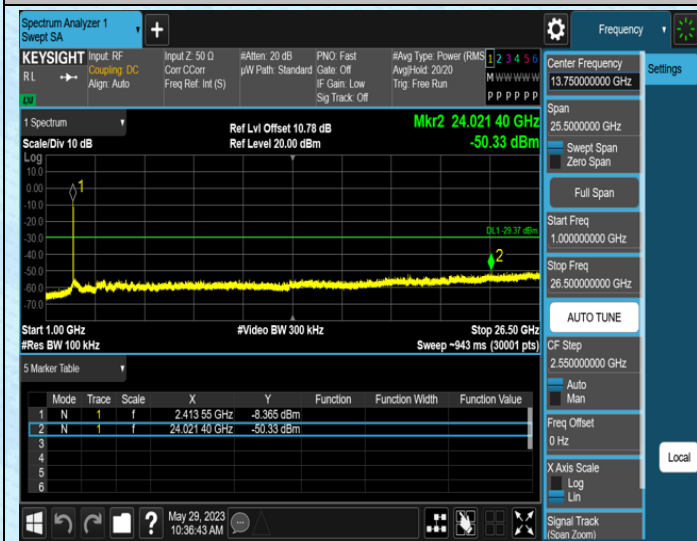 Spectrum Analyzer 1
Swept SA
+
Frequency
KEYSIGHT
RL
LXI
Input: RF
Coupling: DC
Align: Auto
Input Z: 50 Ω
Corr CCorr
Freq Ref: Int (S)
#Atten: 20 dB
µW Path: Standard
PNO: Fast
Gate: Off
IF Gain: Low
Sig Track: Off
#Avg Type: Power (RMS
Avg|Hold: 20/20
Trig: Free Run
1 2 3 4 5 6
M W W W W W
P P P P P P
1 Spectrum
Scale/Div 10 dB
Ref Lvl Offset 10.78 dB
Ref Level 20.00 dBm
Mkr2 24.021 40 GHz
-50.33 dBm
Log
10.0
0.00
-10.0
-20.0
-30.0
-40.0
-50.0
-60.0
-70.0
1
DL1 -29.37 dBm
2
Start 1.00 GHz
#Res BW 100 kHz
#Video BW 300 kHz
Stop 26.50 GHz
Sweep ~943 ms (30001 pts)
5 Marker Table
Mode Trace Scale X Y Function Function Width Function Value
1 N 1 f 2.413 55 GHz -8.365 dBm
2 N 1 f 24.021 40 GHz -50.33 dBm
3
4
5
6
?
May 29, 2023
10:36:43 AM
Center Frequency
13.750000000 GHz
Span
25.5000000 GHz
Swept Span
Zero Span
Full Span
Start Freq
1.000000000 GHz
Stop Freq
26.500000000 GHz
AUTO TUNE
CF Step
2.550000000 GHz
Auto
Man
Freq Offset
0 Hz
X Axis Scale
Log
Lin
Signal Track
(Span Zoom)
Settings
Local